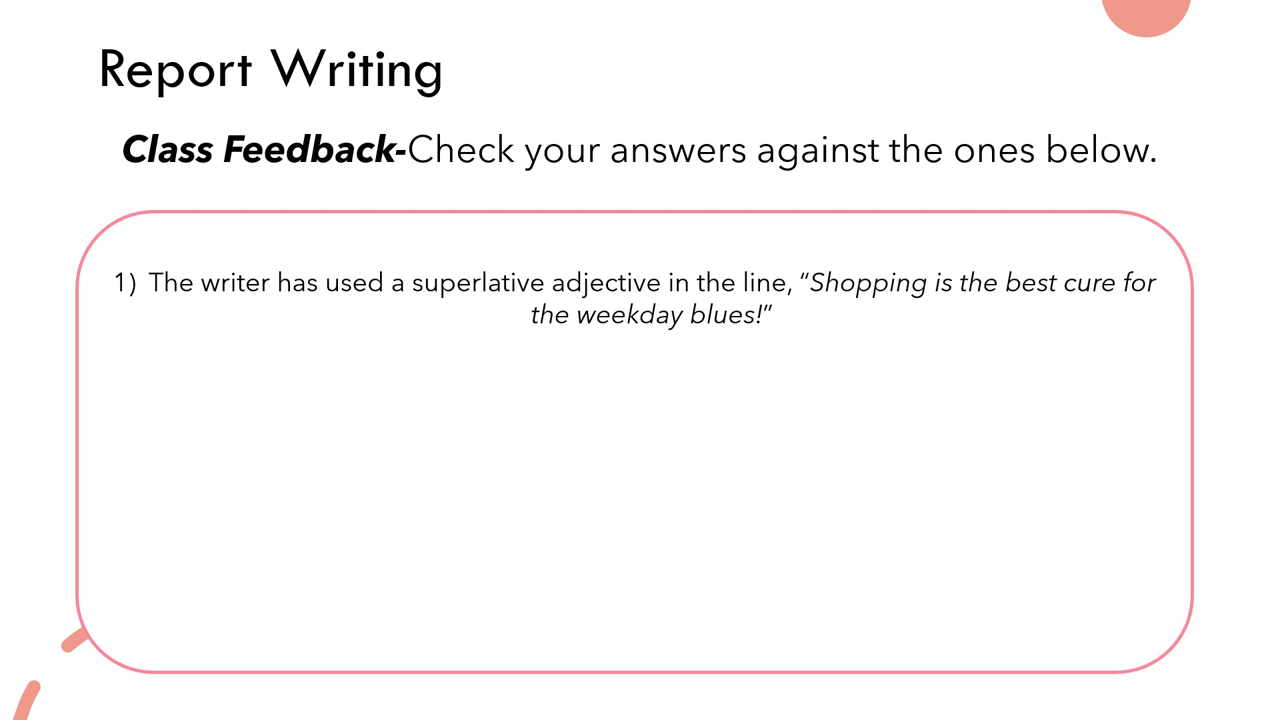 Report Writing
Class Feedback-Check your answers against the ones below.
1) The writer has used a superlative adjective in the line, “Shopping is the best cure for
the weekday blues!”